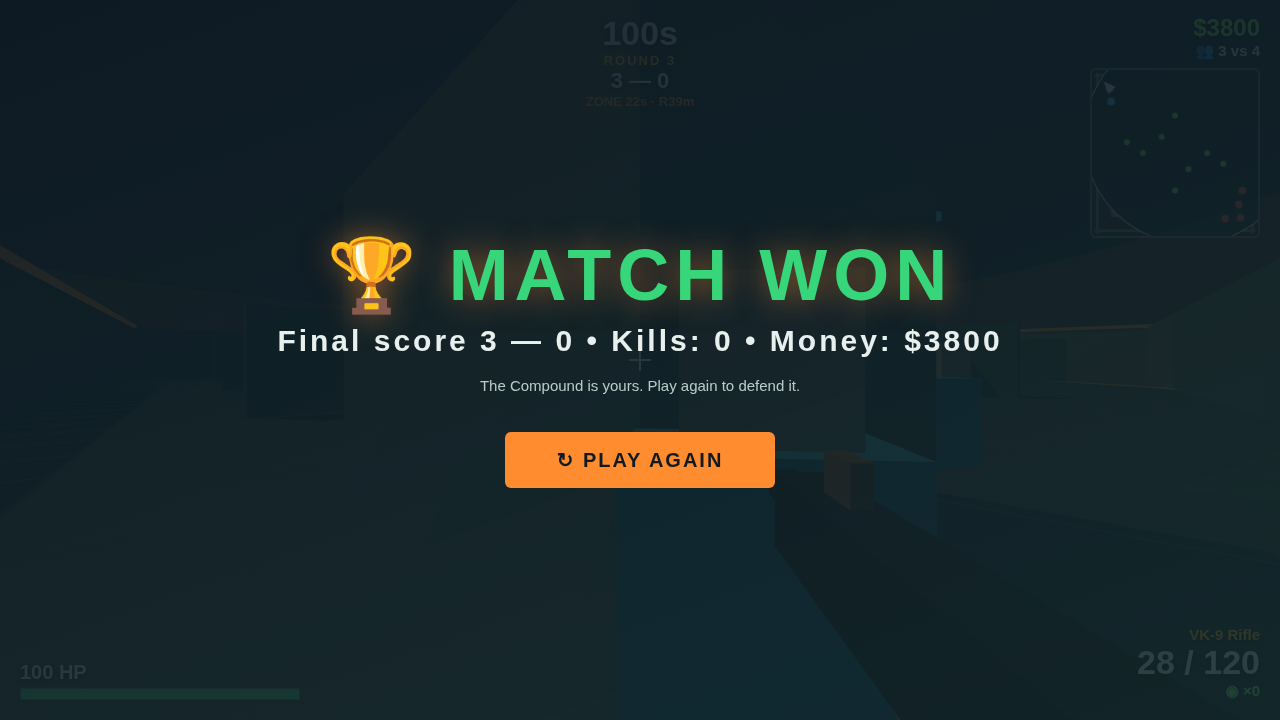 100s
ROUND 3
3 — 0
ZONE 22s · R39m
$3800
👥 3 vs 4
🏆 MATCH WON
Final score 3 — 0 • Kills: 0 • Money: $3800
The Compound is yours. Play again to defend it.
↻ PLAY AGAIN
100 HP
VK-9 Rifle
28 / 120
◉ ×0